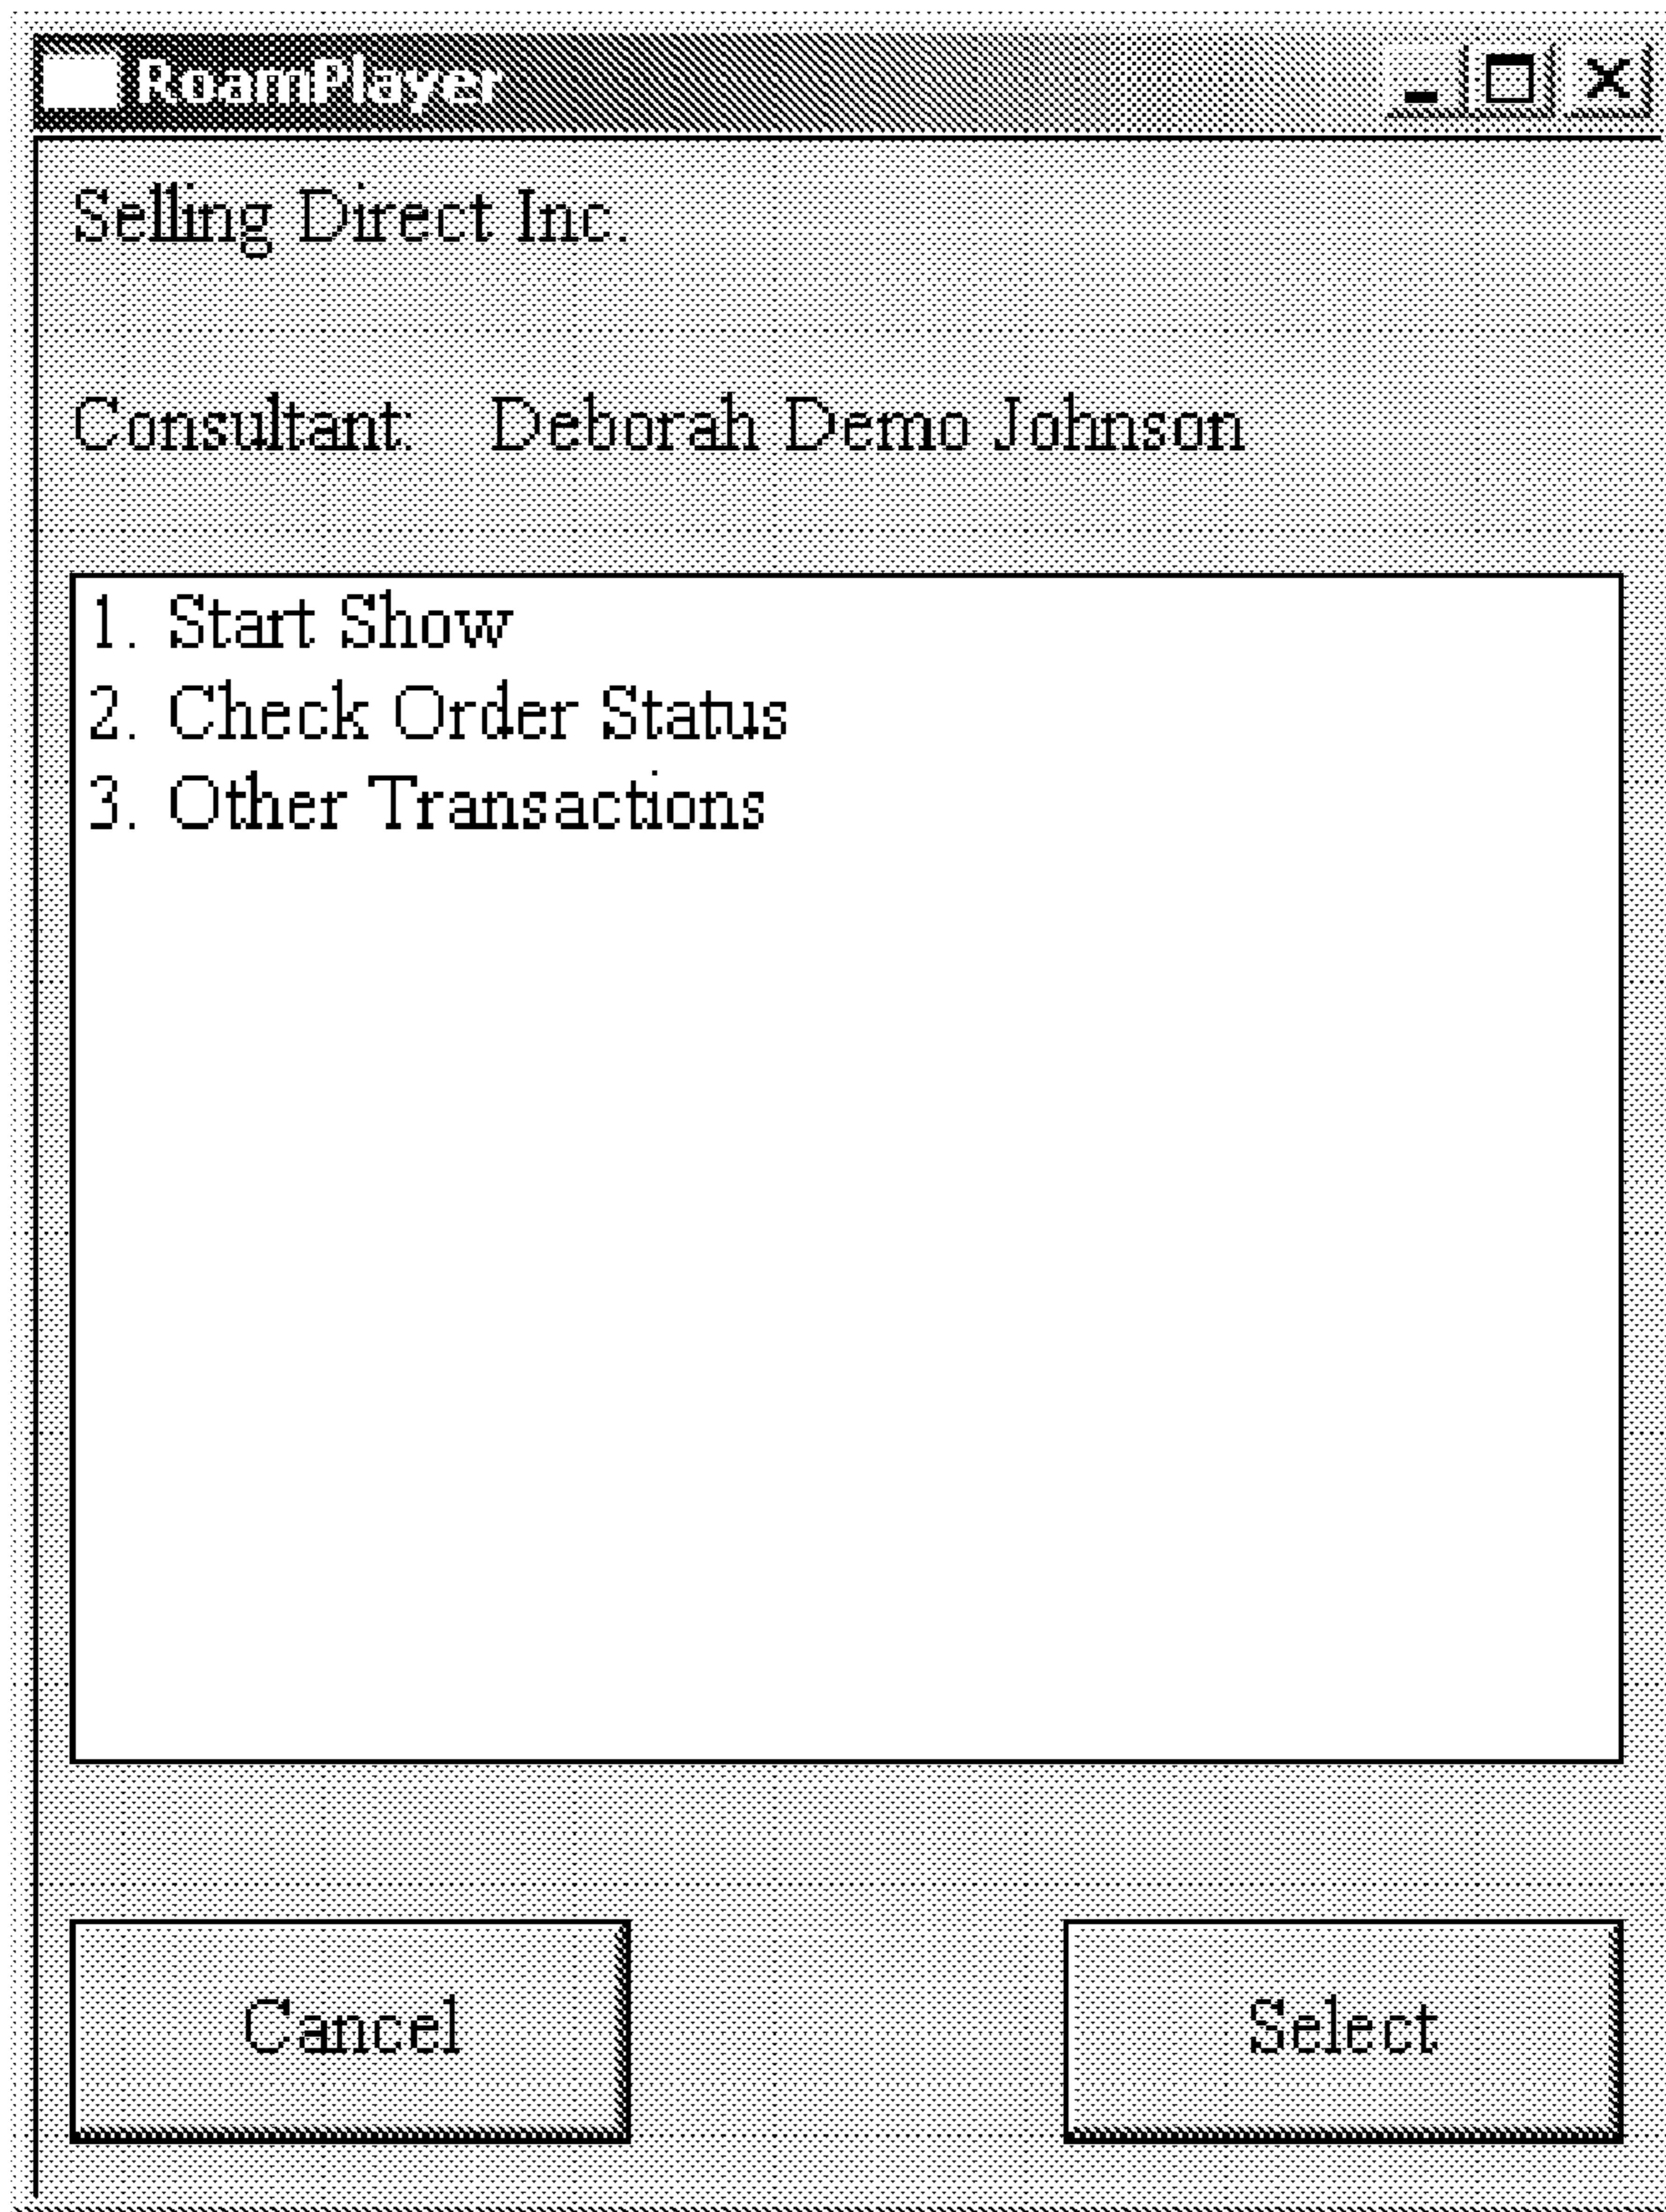 RoamPlayer
Selling Direct Inc.
Consultant: Deborah Demo Johnson
1. Start Show
2. Check Order Status
3. Other Transactions
Cancel Select